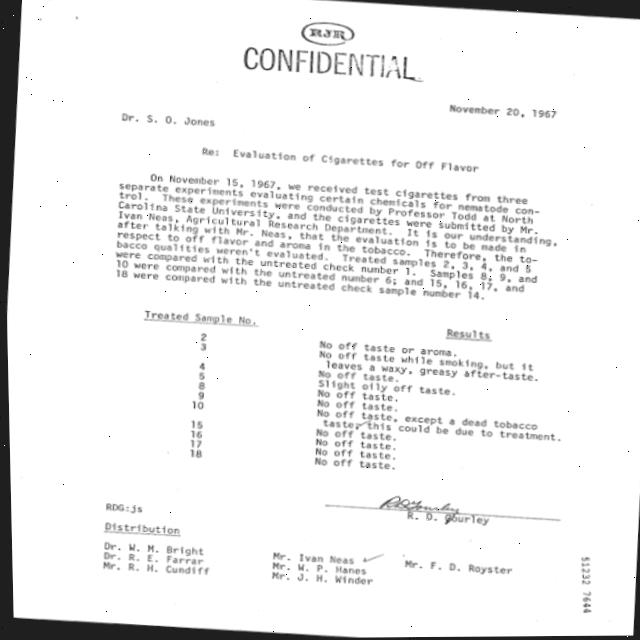 RJR
CONFIDENTIAL
November 20, 1967
Dr. S. O. Jones
Re: Evaluation of Cigarettes for Off Flavor
On November 15, 1967, we received test cigarettes from three
separate experiments evaluating certain chemicals for nematode con-
trol. These experiments were conducted by Professor Todd at North
Carolina State University, and the cigarettes were submitted by Mr.
Ivan Neas, Agricultural Research Department. It is our understanding,
after talking with Mr. Neas, that the evaluation is to be made in
respect to off flavor and aroma in the tobacco. Therefore, the to-
bacco qualities weren't evaluated. Treated samples 2, 3, 4, and 5
were compared with the untreated check number 1. Samples 8, 9, and
10 were compared with the untreated number 6; and 15, 16, 17, and
18 were compared with the untreated check sample number 14.
Treated Sample No. Results
2 No off taste or aroma.
3 No off taste while smoking, but it
leaves a waxy, greasy after-taste.
4 No off taste.
5 Slight oily off taste.
8 No off taste.
9 No off taste.
10 No off taste, except a dead tobacco
taste; this could be due to treatment.
15 No off taste.
16 No off taste.
17 No off taste.
18 No off taste.
RDGourley
R. D. Gourley
RDG:js
Distribution
Dr. W. M. Bright Mr. Ivan Neas Mr. F. D. Royster
Dr. R. E. Farrar Mr. W. P. Hanes
Mr. R. H. Cundiff Mr. J. H. Winder
51232 7644